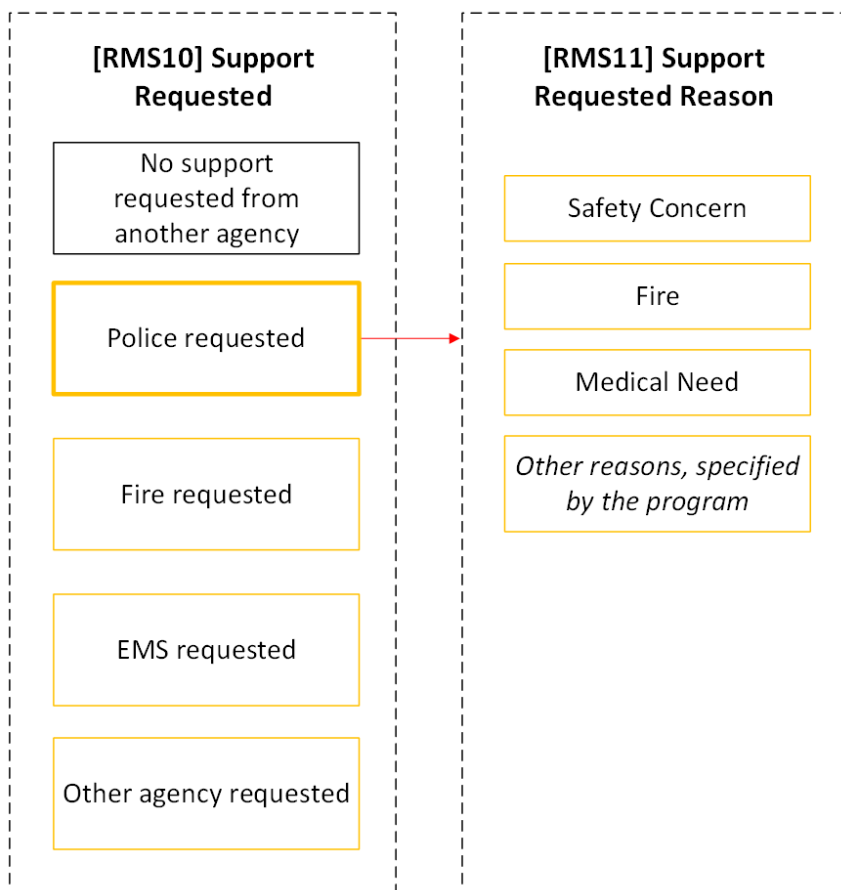 [RMS10] Support
Requested
No support
requested from
another agency
Police requested
Fire requested
EMS requested
Other agency requested
[RMS11] Support
Requested Reason
Safety Concern
Fire
Medical Need
Other reasons, specified
by the program